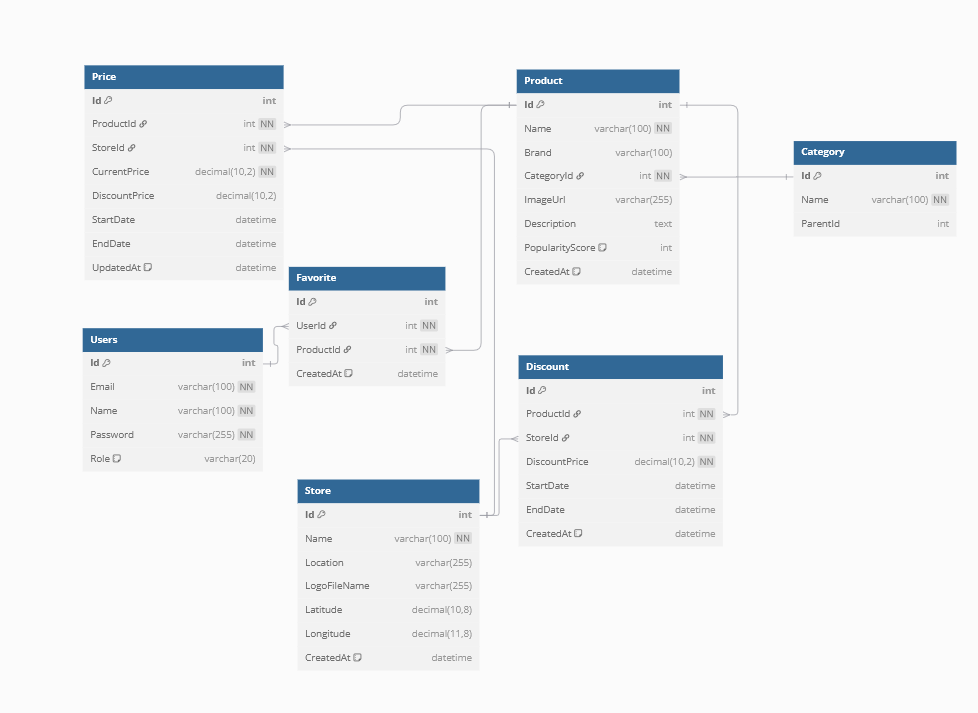 Price
Id int
ProductId int NN
StoreId int NN
CurrentPrice decimal(10,2) NN
DiscountPrice decimal(10,2)
StartDate datetime
EndDate datetime
UpdatedAt datetime
Product
Id int
Name varchar(100) NN
Brand varchar(100)
CategoryId int NN
ImageUrl varchar(255)
Description text
PopularityScore int
CreatedAt datetime
Category
Id int
Name varchar(100) NN
ParentId int
Favorite
Id int
UserId int NN
ProductId int NN
CreatedAt datetime
Users
Id int
Email varchar(100) NN
Name varchar(100) NN
Password varchar(255) NN
Role varchar(20)
Discount
Id int
ProductId int NN
StoreId int NN
DiscountPrice decimal(10,2) NN
StartDate datetime
EndDate datetime
CreatedAt datetime
Store
Id int
Name varchar(100) NN
Location varchar(255)
LogoFileName varchar(255)
Latitude decimal(10,8)
Longitude decimal(11,8)
CreatedAt datetime